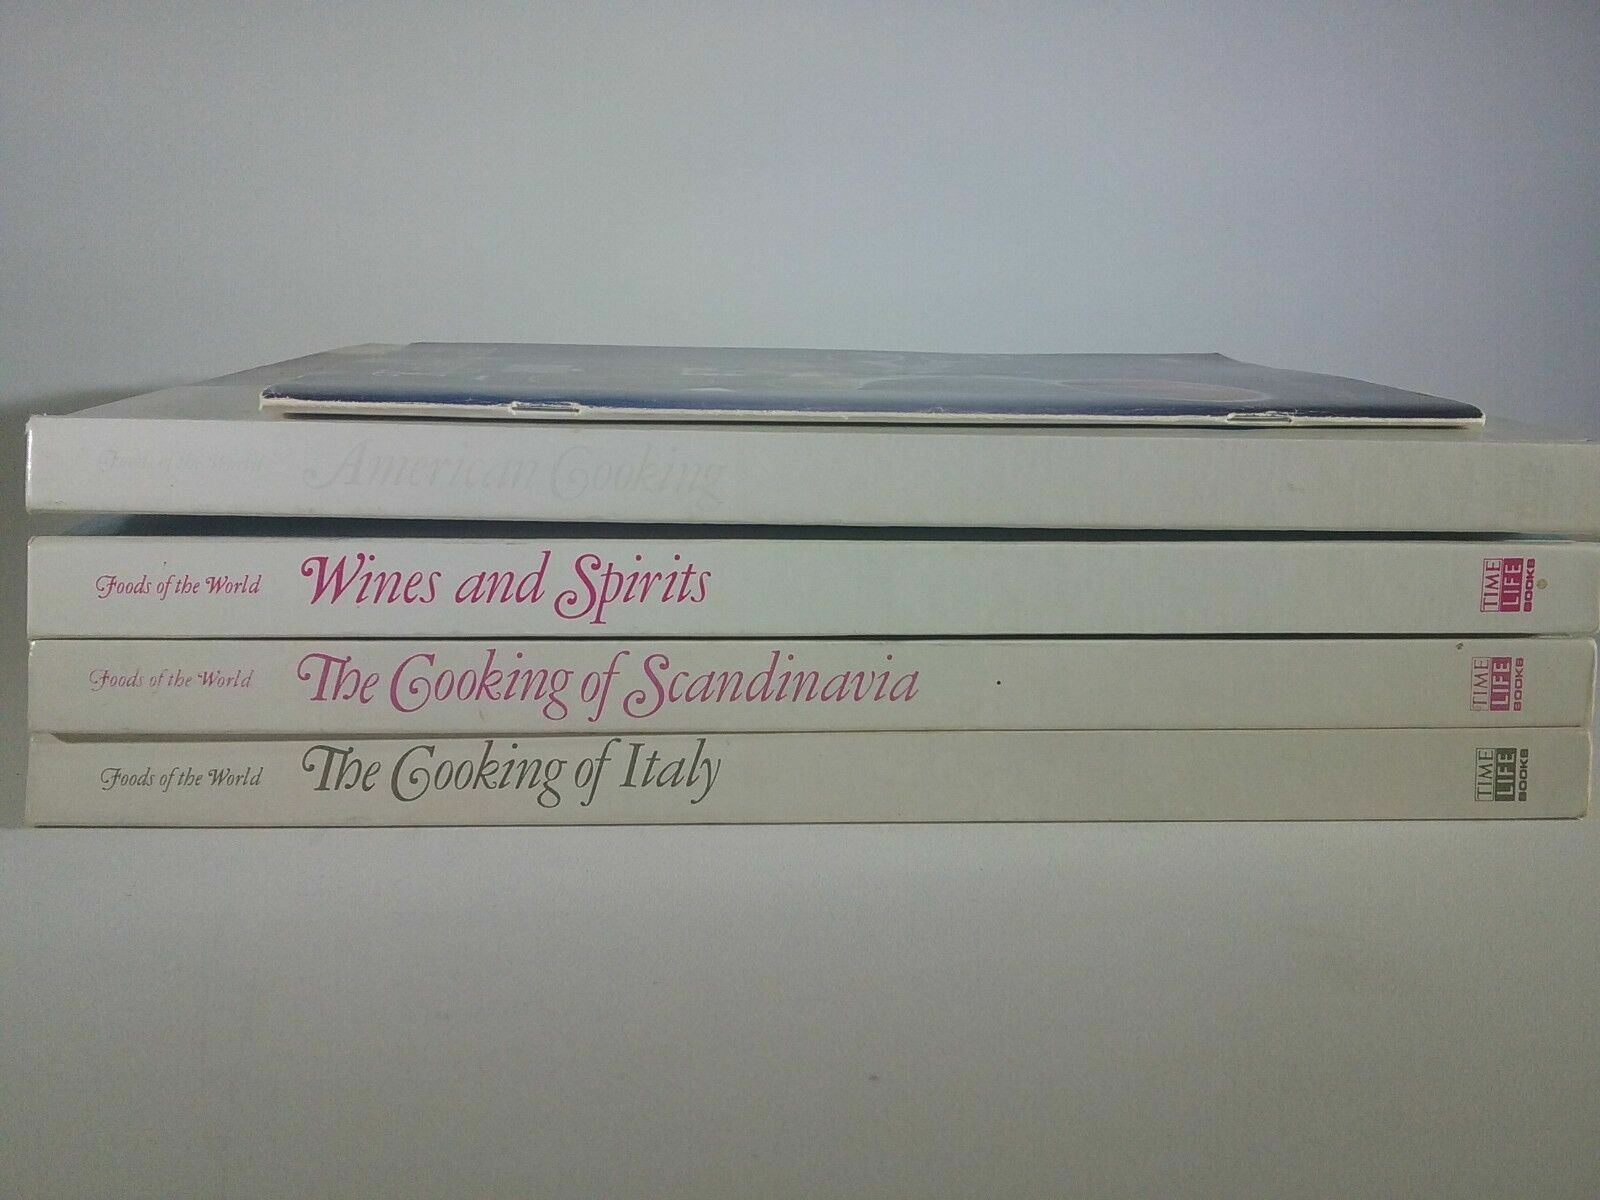 Foods of the World American Cooking
Foods of the World Wines and Spirits TIME LIFE BOOKS
Foods of the World The Cooking of Scandinavia TIME LIFE BOOKS
Foods of the World The Cooking of Italy TIME LIFE BOOKS